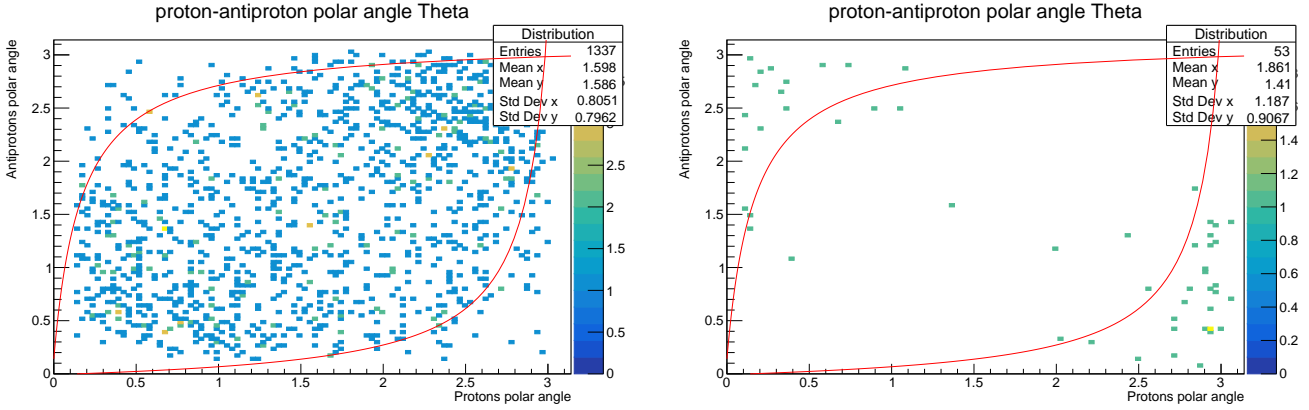 proton-antiproton polar angle Theta
Distribution
Entries 1337
Mean x 1.598
Mean y 1.586
Std Dev x 0.8051
Std Dev y 0.7962
Antiprotons polar angle
3
2.5
2
1.5
1
0.5
0
0 0.5 1 1.5 2 2.5 3
Protons polar angle
2.5
2
1.5
1
0.5
0
proton-antiproton polar angle Theta
Distribution
Entries 53
Mean x 1.861
Mean y 1.41
Std Dev x 1.187
Std Dev y 0.9067
Antiprotons polar angle
3
2.5
2
1.5
1
0.5
0
0 0.5 1 1.5 2 2.5 3
Protons polar angle
1.4
1.2
1
0.8
0.6
0.4
0.2
0